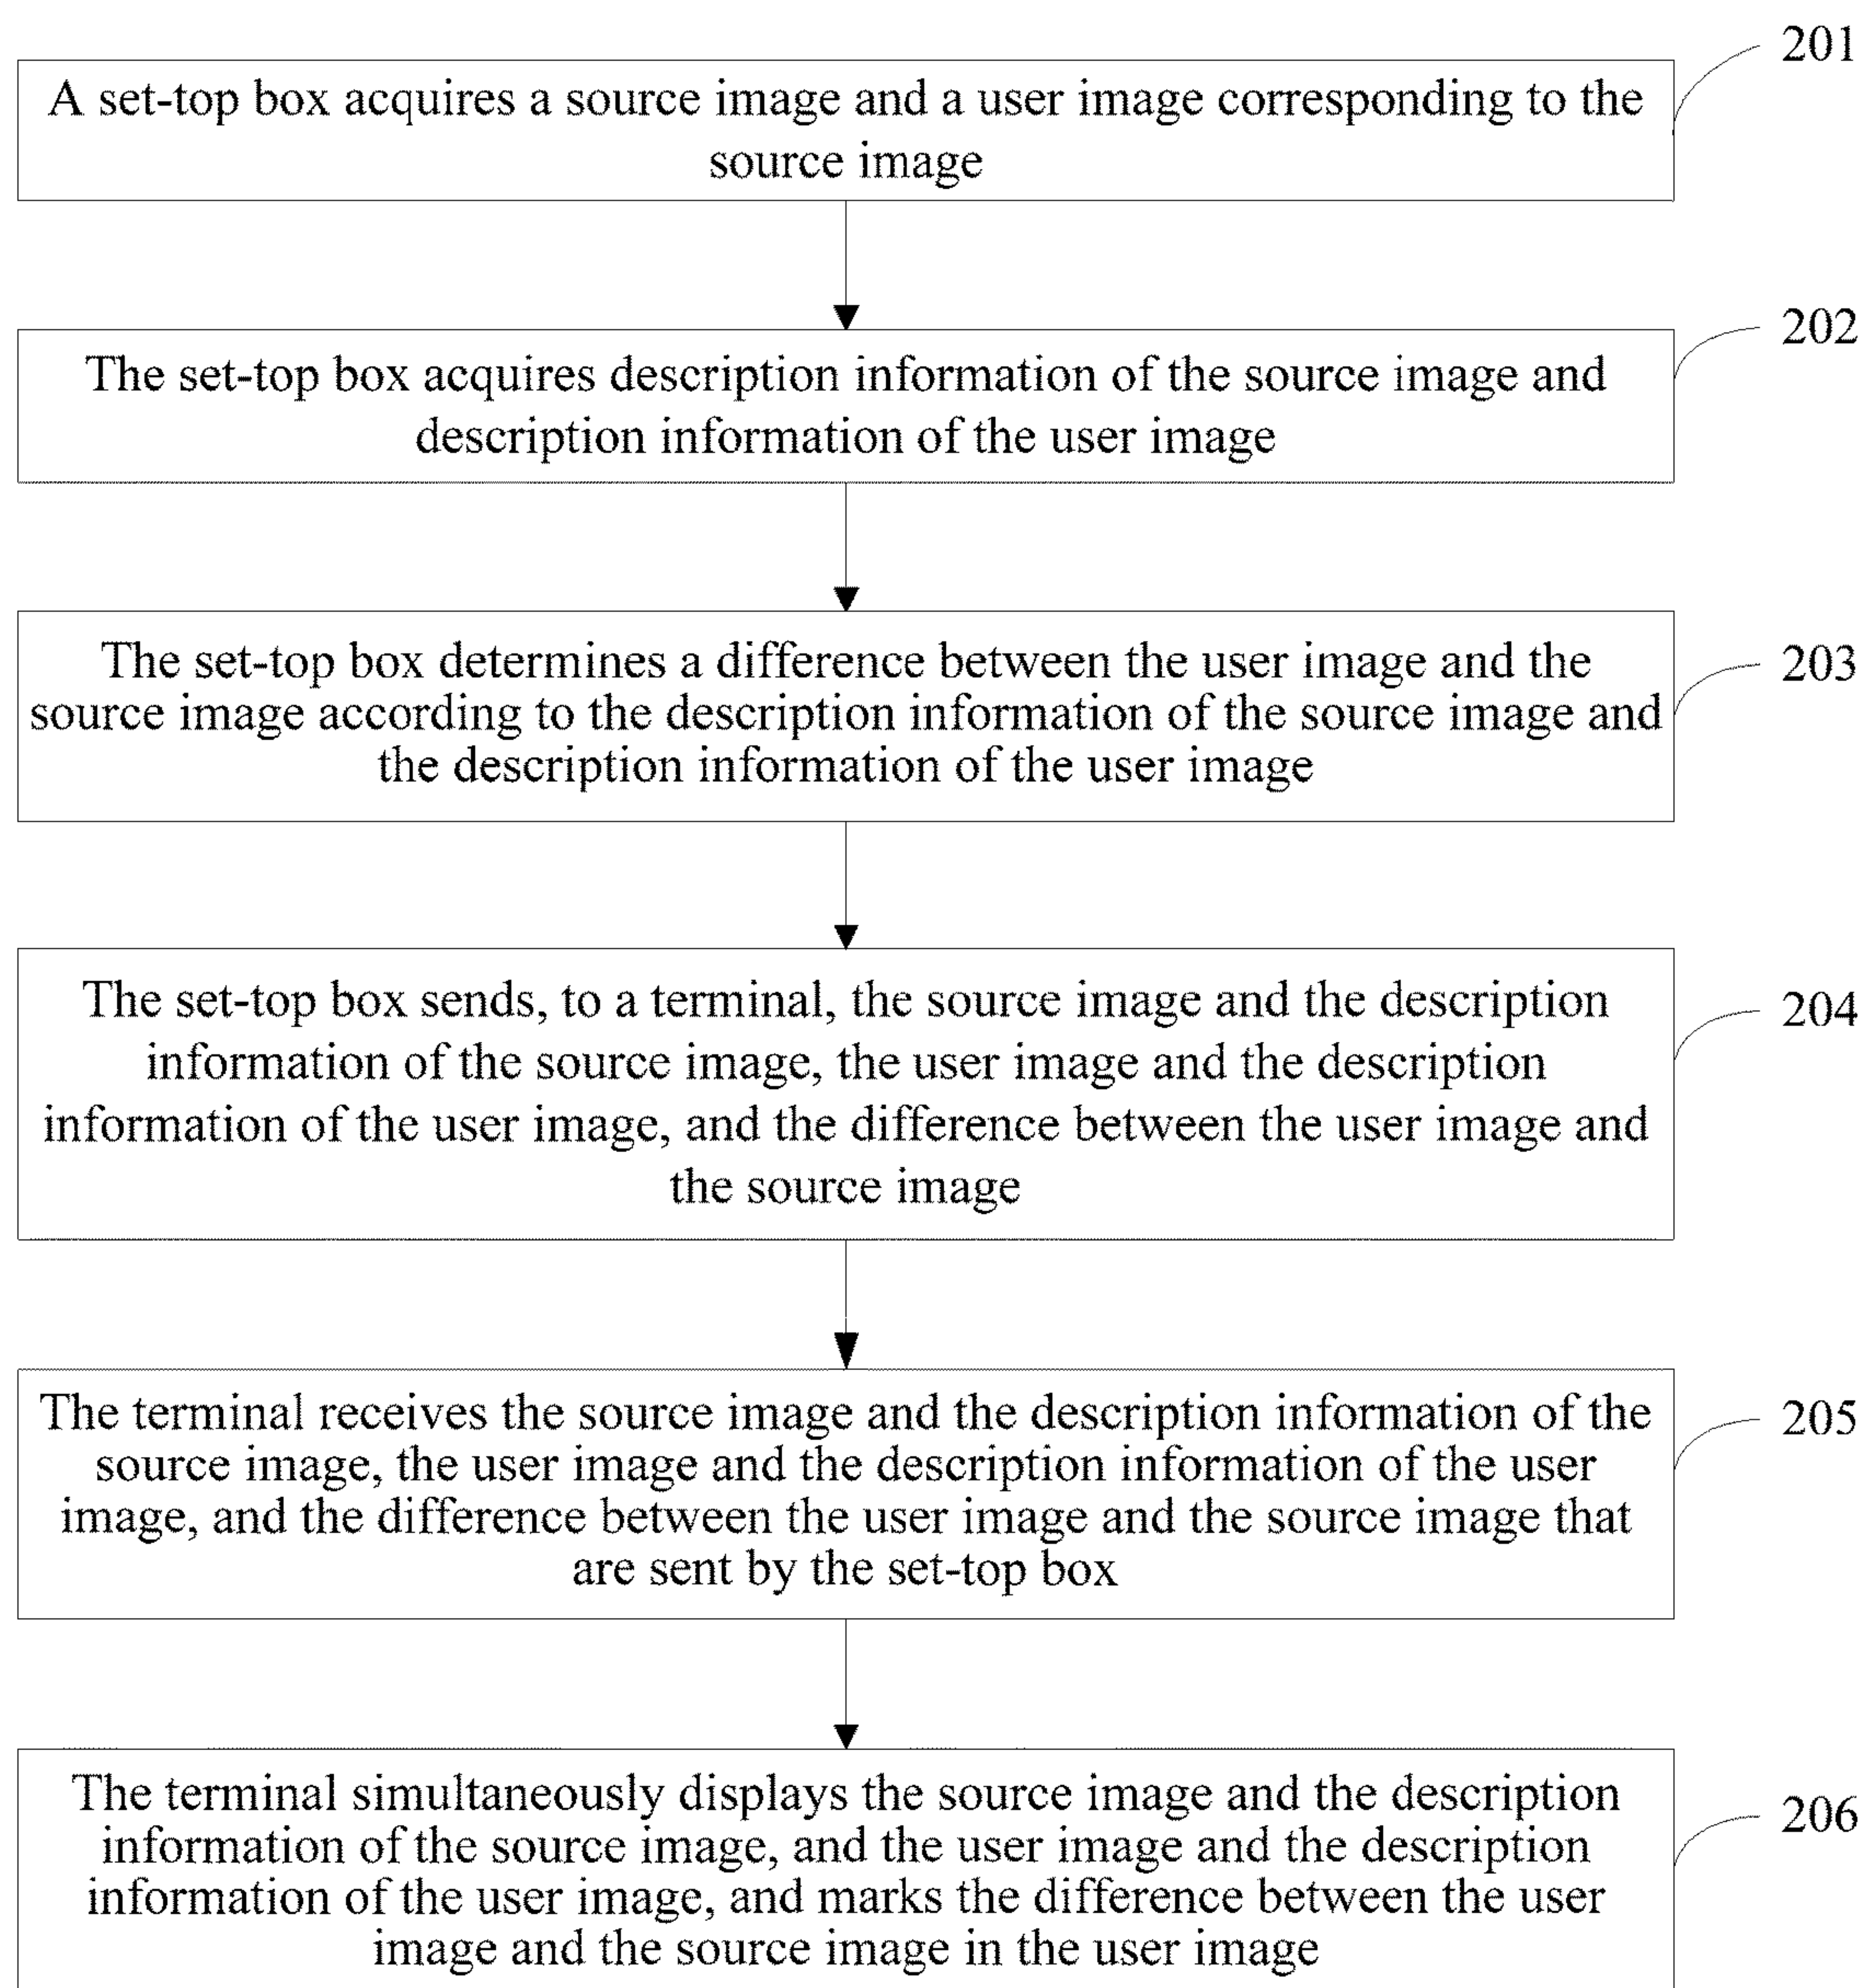 201
A set-top box acquires a source image and a user image corresponding to the
source image
202
The set-top box acquires description information of the source image and
description information of the user image
203
The set-top box determines a difference between the user image and the
source image according to the description information of the source image and
the description information of the user image
204
The set-top box sends, to a terminal, the source image and the description
information of the source image, the user image and the description
information of the user image, and the difference between the user image and
the source image
205
The terminal receives the source image and the description information of the
source image, the user image and the description information of the user
image, and the difference between the user image and the source image that
are sent by the set-top box
206
The terminal simultaneously displays the source image and the description
information of the source image, and the user image and the description
information of the user image, and marks the difference between the user
image and the source image in the user image